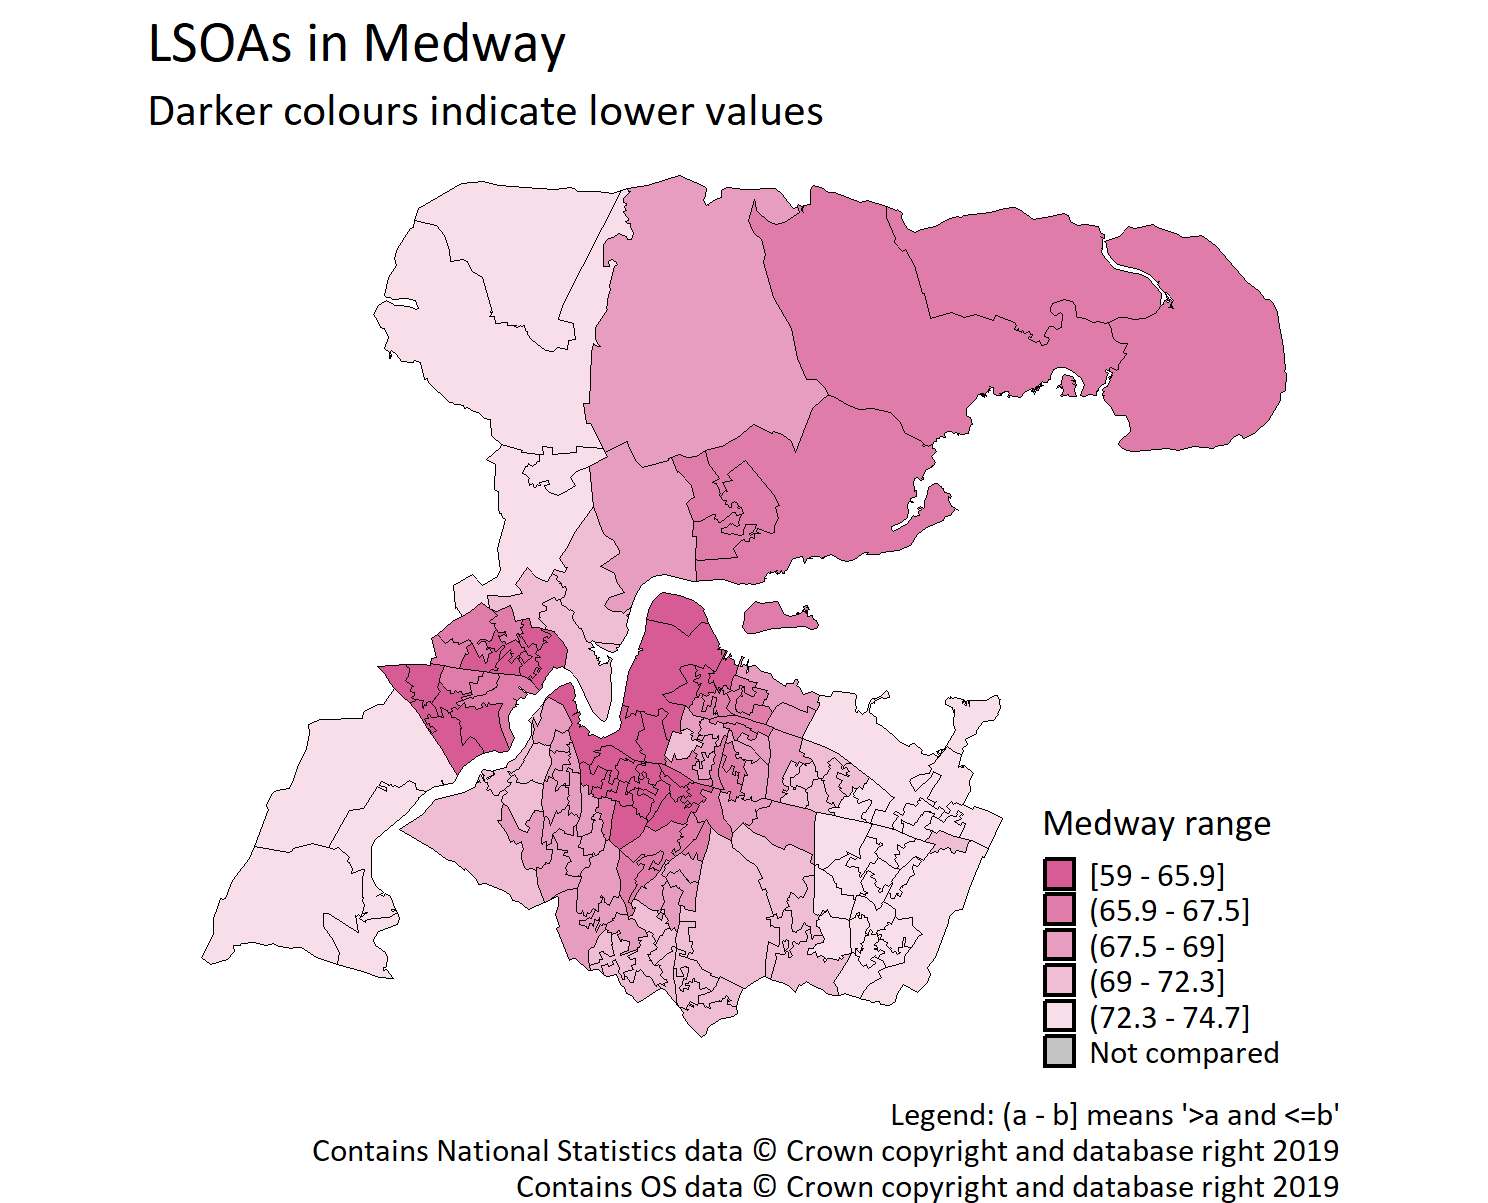 LSOAs in Medway
Darker colours indicate lower values
Medway range
[59 - 65.9]
(65.9 - 67.5]
(67.5 - 69]
(69 - 72.3]
(72.3 - 74.7]
Not compared
Legend: (a - b] means '>a and <=b'
Contains National Statistics data © Crown copyright and database right 2019
Contains OS data © Crown copyright and database right 2019